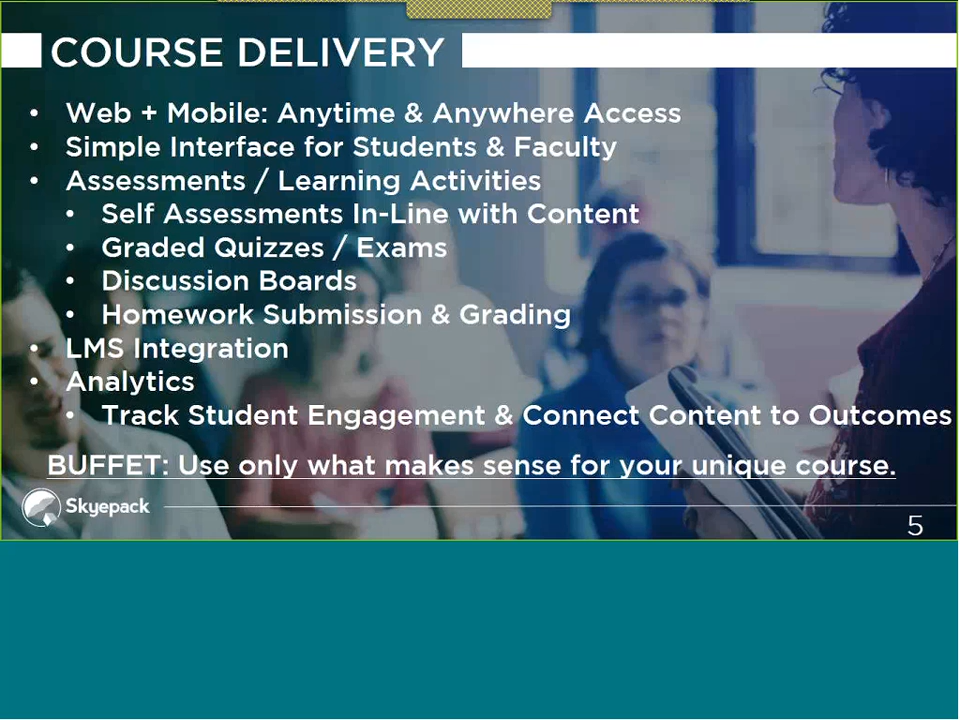 COURSE DELIVERY
• Web + Mobile: Anytime & Anywhere Access
• Simple Interface for Students & Faculty
• Assessments / Learning Activities
• Self Assessments In-Line with Content
• Graded Quizzes / Exams
• Discussion Boards
• Homework Submission & Grading
• LMS Integration
• Analytics
• Track Student Engagement & Connect Content to Outcomes
BUFFET: Use only what makes sense for your unique course.
Skyepack
5